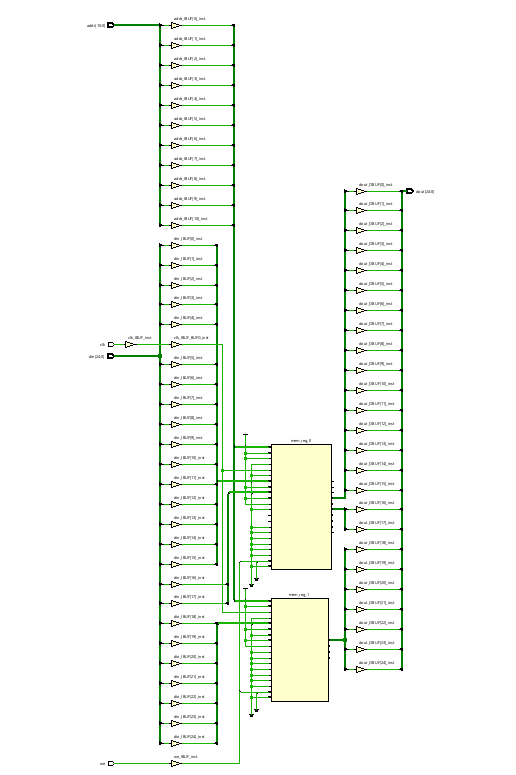 addr[10:0]
addr_IBUF[0]_inst
addr_IBUF[1]_inst
addr_IBUF[2]_inst
addr_IBUF[3]_inst
addr_IBUF[4]_inst
addr_IBUF[5]_inst
addr_IBUF[6]_inst
addr_IBUF[7]_inst
addr_IBUF[8]_inst
addr_IBUF[9]_inst
addr_IBUF[10]_inst
din_IBUF[0]_inst
din_IBUF[1]_inst
din_IBUF[2]_inst
din_IBUF[3]_inst
din_IBUF[4]_inst
clk
clk_IBUF_inst
clk_IBUF_BUFG_inst
din[24:0]
din_IBUF[5]_inst
din_IBUF[6]_inst
din_IBUF[7]_inst
din_IBUF[8]_inst
din_IBUF[9]_inst
din_IBUF[10]_inst
din_IBUF[11]_inst
din_IBUF[12]_inst
din_IBUF[13]_inst
din_IBUF[14]_inst
din_IBUF[15]_inst
din_IBUF[16]_inst
din_IBUF[17]_inst
din_IBUF[18]_inst
din_IBUF[19]_inst
din_IBUF[20]_inst
din_IBUF[21]_inst
din_IBUF[22]_inst
din_IBUF[23]_inst
din_IBUF[24]_inst
we
we_IBUF_inst
mem_reg_0
mem_reg_1
dout_OBUF[0]_inst
dout[24:0]
dout_OBUF[1]_inst
dout_OBUF[2]_inst
dout_OBUF[3]_inst
dout_OBUF[4]_inst
dout_OBUF[5]_inst
dout_OBUF[6]_inst
dout_OBUF[7]_inst
dout_OBUF[8]_inst
dout_OBUF[9]_inst
dout_OBUF[10]_inst
dout_OBUF[11]_inst
dout_OBUF[12]_inst
dout_OBUF[13]_inst
dout_OBUF[14]_inst
dout_OBUF[15]_inst
dout_OBUF[16]_inst
dout_OBUF[17]_inst
dout_OBUF[18]_inst
dout_OBUF[19]_inst
dout_OBUF[20]_inst
dout_OBUF[21]_inst
dout_OBUF[22]_inst
dout_OBUF[23]_inst
dout_OBUF[24]_inst